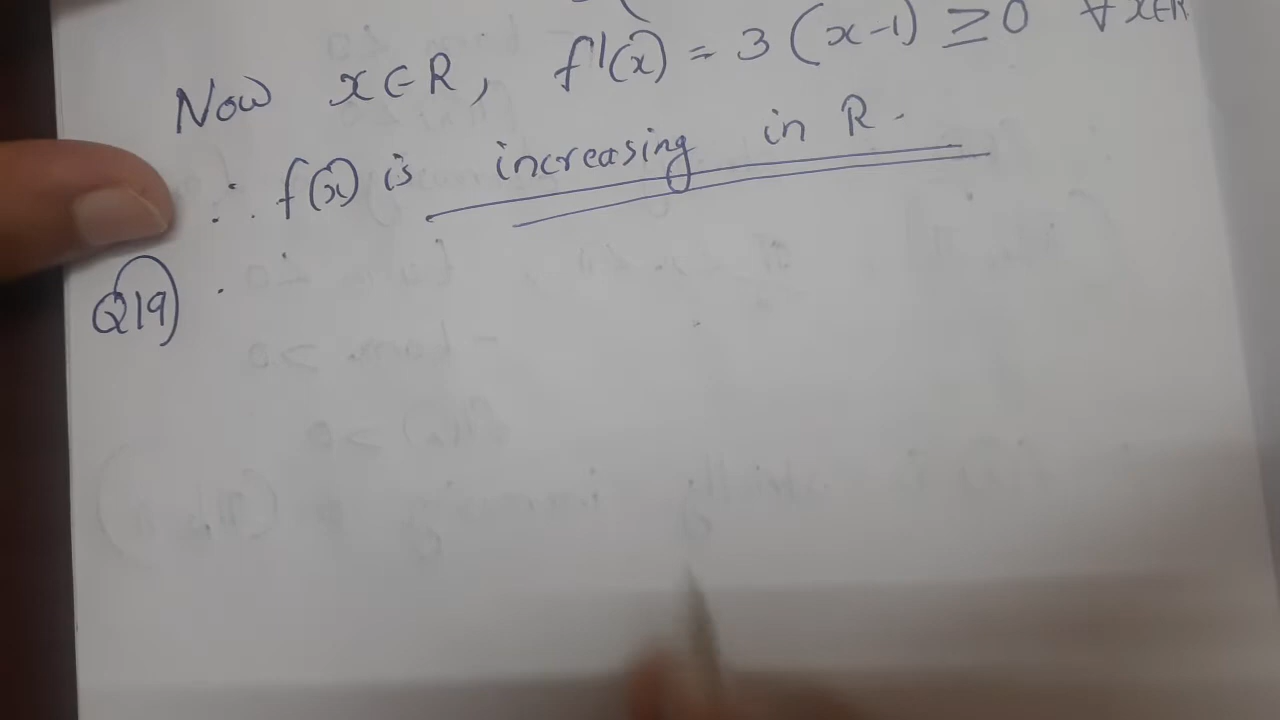 Now x∈R, f'(x) = 3(x-1) ≥ 0 ∀ x∈R
∴ f(x) is increasing in R.
Q19)